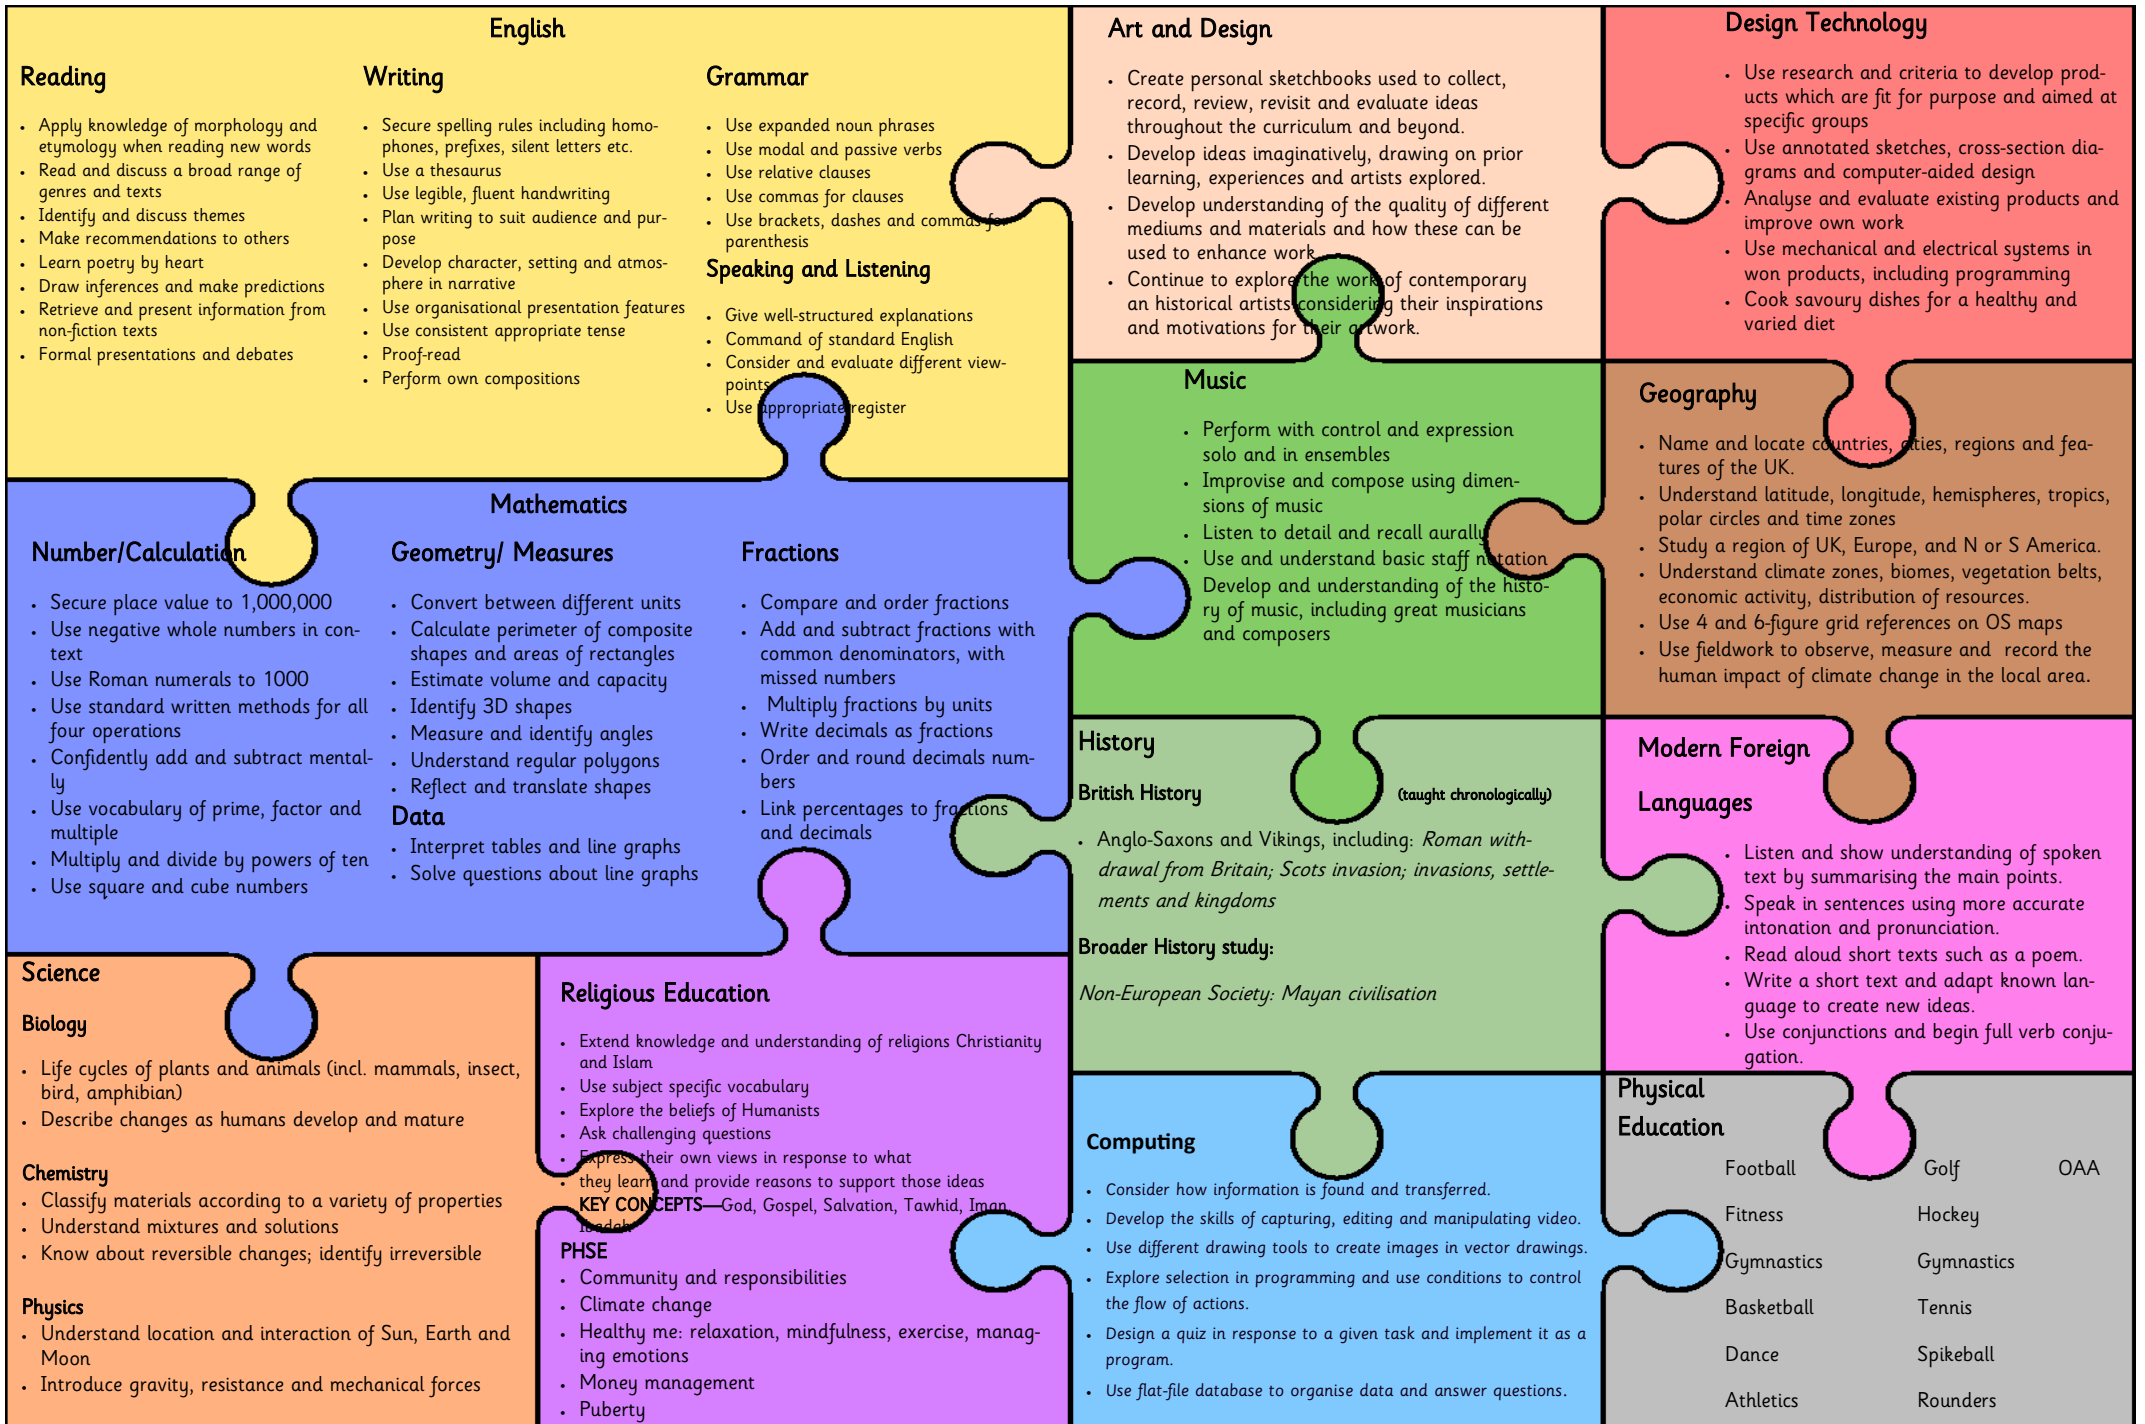 English
Reading
• Apply knowledge of morphology and
etymology when reading new words
• Read and discuss a broad range of
genres and texts
• Identify and discuss themes
• Make recommendations to others
• Learn poetry by heart
• Draw inferences and make predictions
• Retrieve and present information from
non-fiction texts
• Formal presentations and debates
Writing
• Secure spelling rules including homo-
phones, prefixes, silent letters etc.
• Use a thesaurus
• Use legible, fluent handwriting
• Plan writing to suit audience and pur-
pose
• Develop character, setting and atmos-
phere in narrative
• Use organisational presentation features
• Use consistent appropriate tense
• Proof-read
• Perform own compositions
Grammar
• Use expanded noun phrases
• Use modal and passive verbs
• Use relative clauses
• Use commas for clauses
• Use brackets, dashes and commas for
parenthesis
Speaking and Listening
• Give well-structured explanations
• Command of standard English
• Consider and evaluate different view-
points
• Use appropriate register
Art and Design
• Create personal sketchbooks used to collect,
record, review, revisit and evaluate ideas
throughout the curriculum and beyond.
• Develop ideas imaginatively, drawing on prior
learning, experiences and artists explored.
• Develop understanding of the quality of different
mediums and materials and how these can be
used to enhance work
• Continue to explore the work of contemporary
an historical artists considering their inspirations
and motivations for their artwork.
Design Technology
• Use research and criteria to develop prod-
ucts which are fit for purpose and aimed at
specific groups
• Use annotated sketches, cross-section dia-
grams and computer-aided design
• Analyse and evaluate existing products and
improve own work
• Use mechanical and electrical systems in
won products, including programming
• Cook savoury dishes for a healthy and
varied diet
Mathematics
Number/Calculation
• Secure place value to 1,000,000
• Use negative whole numbers in con-
text
• Use Roman numerals to 1000
• Use standard written methods for all
four operations
• Confidently add and subtract mental-
ly
• Use vocabulary of prime, factor and
multiple
• Multiply and divide by powers of ten
• Use square and cube numbers
Geometry/ Measures
• Convert between different units
• Calculate perimeter of composite
shapes and areas of rectangles
• Estimate volume and capacity
• Identify 3D shapes
• Measure and identify angles
• Understand regular polygons
• Reflect and translate shapes
Data
• Interpret tables and line graphs
• Solve questions about line graphs
Fractions
• Compare and order fractions
• Add and subtract fractions with
common denominators, with
missed numbers
• Multiply fractions by units
• Write decimals as fractions
• Order and round decimals num-
bers
• Link percentages to fractions
and decimals
Music
• Perform with control and expression
solo and in ensembles
• Improvise and compose using dimen-
sions of music
• Listen to detail and recall aurally
• Use and understand basic staff notation
Develop and understanding of the histo-
ry of music, including great musicians
and composers
Geography
• Name and locate countries, cities, regions and fea-
tures of the UK.
• Understand latitude, longitude, hemispheres, tropics,
polar circles and time zones
• Study a region of UK, Europe, and N or S America.
• Understand climate zones, biomes, vegetation belts,
economic activity, distribution of resources.
• Use 4 and 6-figure grid references on OS maps
• Use fieldwork to observe, measure and record the
human impact of climate change in the local area.
History
British History (taught chronologically)
• Anglo-Saxons and Vikings, including: Roman with-
drawal from Britain; Scots invasion; invasions, settle-
ments and kingdoms
Broader History study:
Non-European Society: Mayan civilisation
Modern Foreign
Languages
• Listen and show understanding of spoken
text by summarising the main points.
• Speak in sentences using more accurate
intonation and pronunciation.
• Read aloud short texts such as a poem.
• Write a short text and adapt known lan-
guage to create new ideas.
• Use conjunctions and begin full verb conju-
gation.
Science
Biology
• Life cycles of plants and animals (incl. mammals, insect,
bird, amphibian)
• Describe changes as humans develop and mature
Chemistry
• Classify materials according to a variety of properties
• Understand mixtures and solutions
• Know about reversible changes; identify irreversible
Physics
• Understand location and interaction of Sun, Earth and
Moon
• Introduce gravity, resistance and mechanical forces
Religious Education
• Extend knowledge and understanding of religions Christianity
and Islam
• Use subject specific vocabulary
• Explore the beliefs of Humanists
• Ask challenging questions
• Express their own views in response to what
• they learn and provide reasons to support those ideas
KEY CONCEPTS—God, Gospel, Salvation, Tawhid, Iman,
Ibadah
PHSE
• Community and responsibilities
• Climate change
• Healthy me: relaxation, mindfulness, exercise, manag-
ing emotions
• Money management
• Puberty
Computing
• Consider how information is found and transferred.
• Develop the skills of capturing, editing and manipulating video.
• Use different drawing tools to create images in vector drawings.
• Explore selection in programming and use conditions to control
the flow of actions.
• Design a quiz in response to a given task and implement it as a
program.
• Use flat-file database to organise data and answer questions.
Physical
Education
Football Golf OAA
Fitness Hockey
Gymnastics Gymnastics
Basketball Tennis
Dance Spikeball
Athletics Rounders